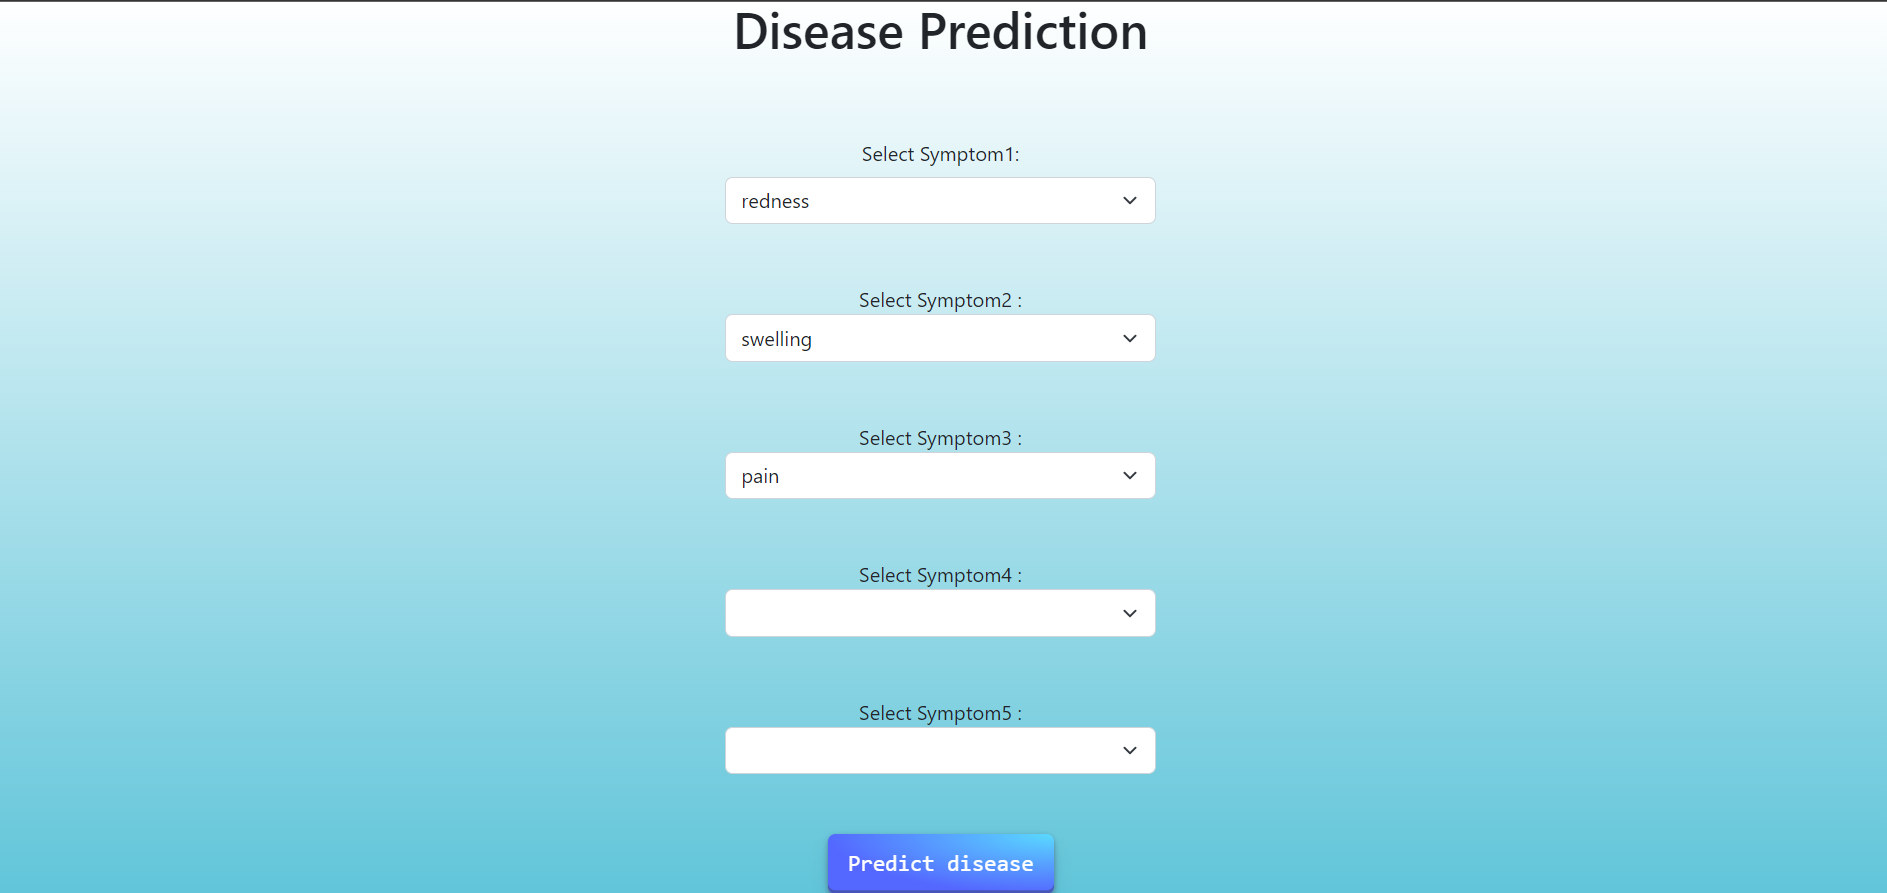 Disease Prediction
Select Symptom1:
redness
Select Symptom2 :
swelling
Select Symptom3 :
pain
Select Symptom4 :
Select Symptom5 :
Predict disease